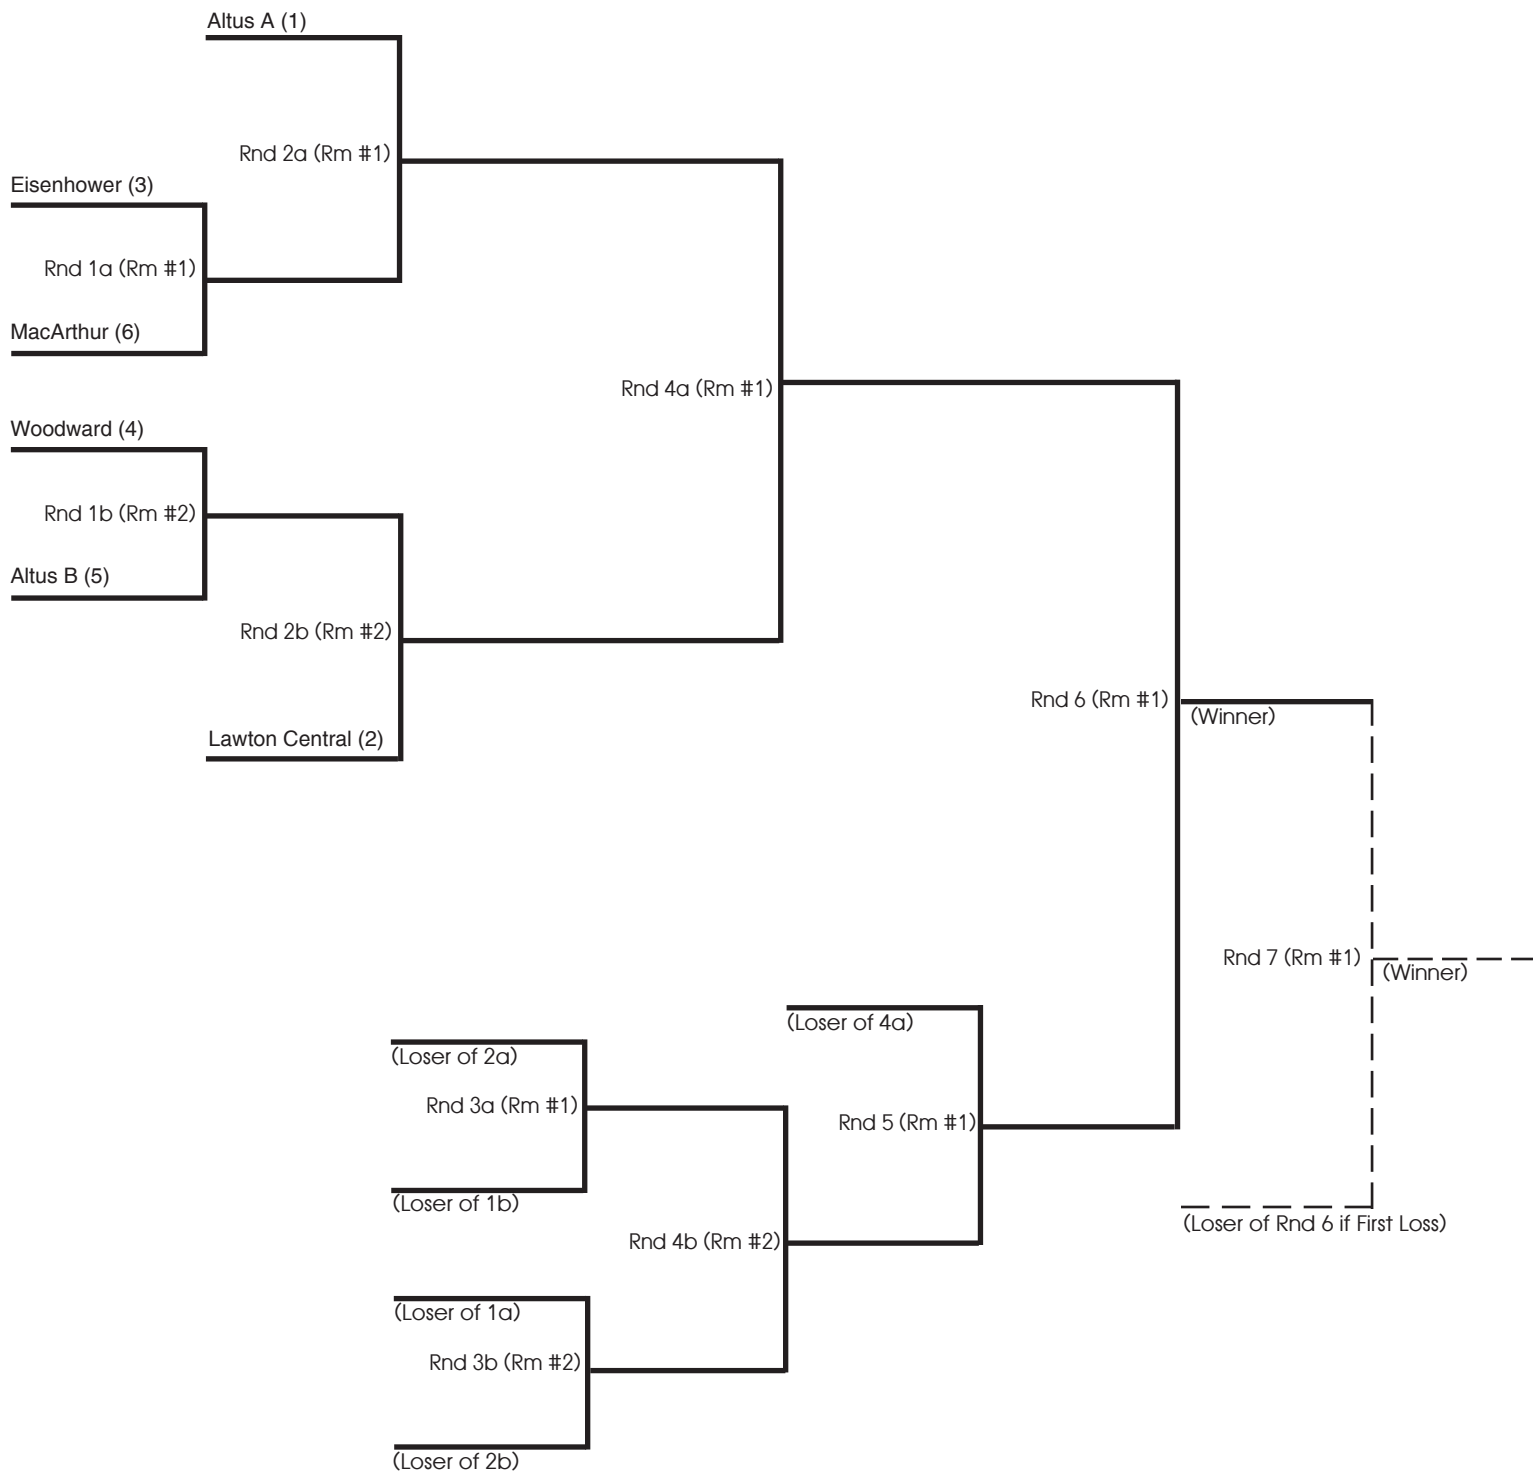 Altus A (1)
Rnd 2a (Rm #1)
Eisenhower (3)
Rnd 1a (Rm #1)
MacArthur (6)
Rnd 4a (Rm #1)
Woodward (4)
Rnd 1b (Rm #2)
Altus B (5)
Rnd 2b (Rm #2)
Lawton Central (2)
Rnd 6 (Rm #1)
(Winner)
Rnd 7 (Rm #1)
(Winner)
(Loser of 4a)
(Loser of 2a)
Rnd 3a (Rm #1)
Rnd 5 (Rm #1)
(Loser of 1b)
(Loser of Rnd 6 if First Loss)
Rnd 4b (Rm #2)
(Loser of 1a)
Rnd 3b (Rm #2)
(Loser of 2b)